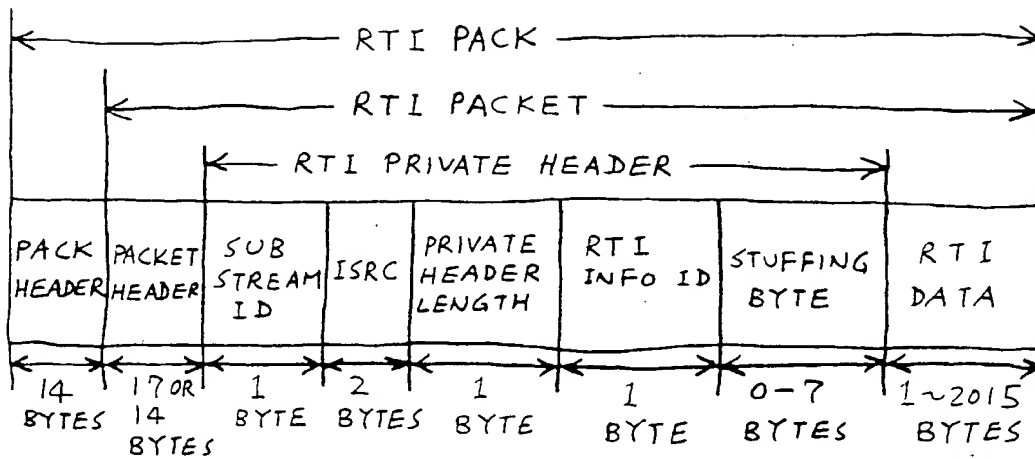 RTI PACK
RTI PACKET
RTI PRIVATE HEADER
PACK
HEADER
PACKET
HEADER
SUB
STREAM
ID
ISRC
PRIVATE
HEADER
LENGTH
RTI
INFO ID
STUFFING
BYTE
RTI
DATA
14
BYTES
17 OR
14
BYTES
1
BYTE
2
BYTES
1
BYTE
1
BYTE
0-7
BYTES
1~2015
BYTES